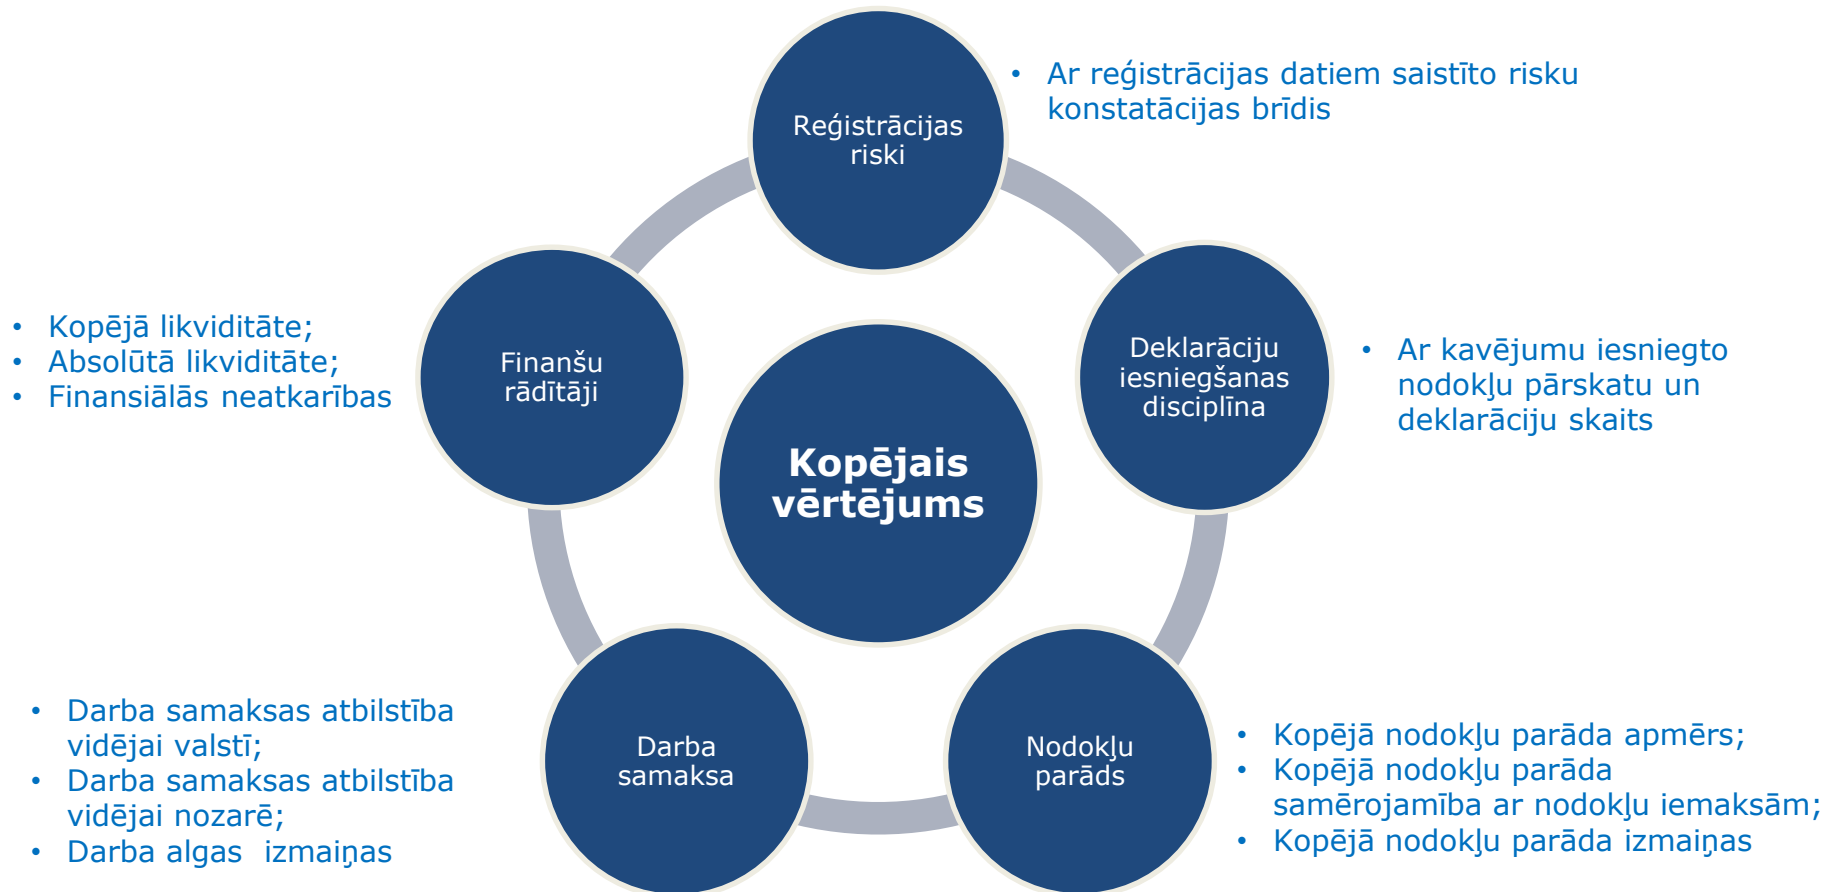 Reģistrācijas
riski
• Ar reģistrācijas datiem saistīto risku
konstatācijas brīdis
Deklarāciju
iesniegšanas
disciplīna
• Ar kavējumu iesniegto
nodokļu pārskatu un
deklarāciju skaits
Nodokļu
parāds
• Kopējā nodokļu parāda apmērs;
• Kopējā nodokļu parāda
samērojamība ar nodokļu iemaksām;
• Kopējā nodokļu parāda izmaiņas
Darba
samaksa
• Darba samaksas atbilstība
vidējai valstī;
• Darba samaksas atbilstība
vidējai nozarē;
• Darba algas izmaiņas
Finanšu
rādītāji
• Kopējā likviditāte;
• Absolūtā likviditāte;
• Finansiālās neatkarības
Kopējais
vērtējums